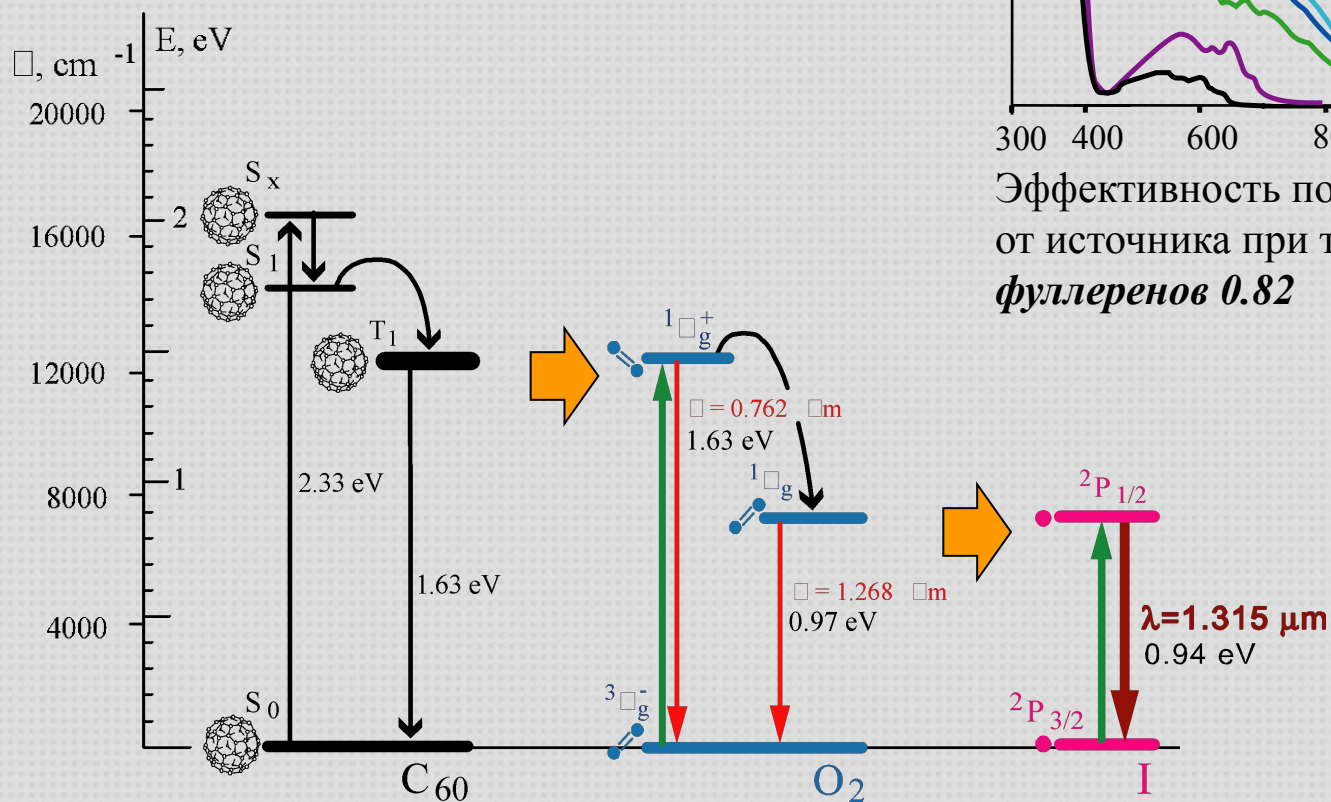 □, cm -1
E, eV
20000
16000
12000
8000
4000
2
1
1
S x
S 1
T 1
S 0
2.33 eV
1.63 eV
C 60
1 □ + g
□ = 0.762 □m
1.63 eV
1 □ g
□ = 1.268 □m
0.97 eV
3 □ - g
O 2
2P 1/2
λ=1.315 μm
0.94 eV
2P 3/2
I
300 400 600 8
Эффективность по
от источника при т
фуллеренов 0.82